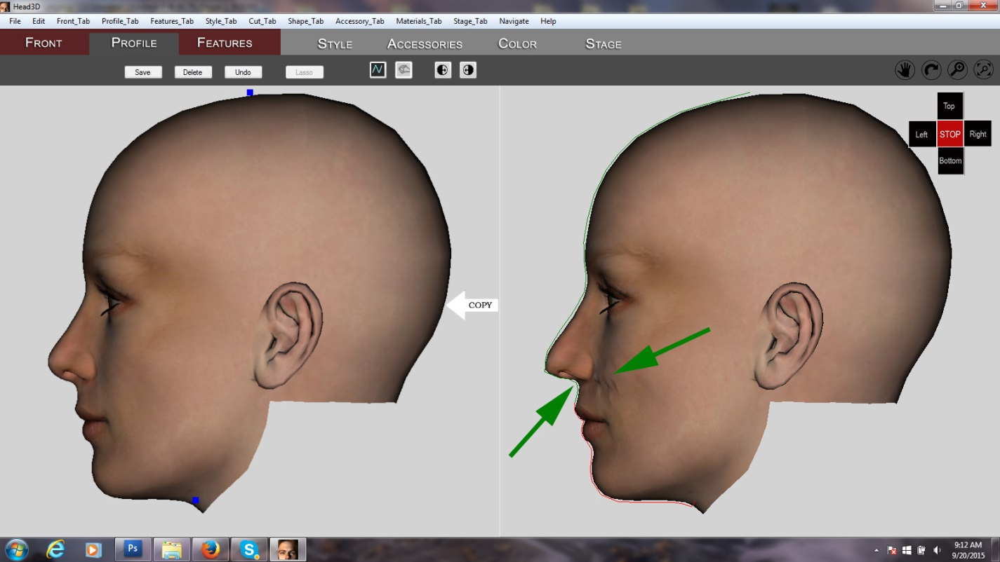 Head3D
File Edit Front_Tab Profile_Tab Features_Tab Style_Tab Cut_Tab Shape_Tab Accessory_Tab Materials_Tab Stage_Tab Navigate Help
FRONT PROFILE FEATURES STYLE ACCESSORIES COLOR STAGE
Save Delete Undo Lasso
Top
Left STOP Right
Bottom
COPY
Ps
9:12 AM
9/20/2015